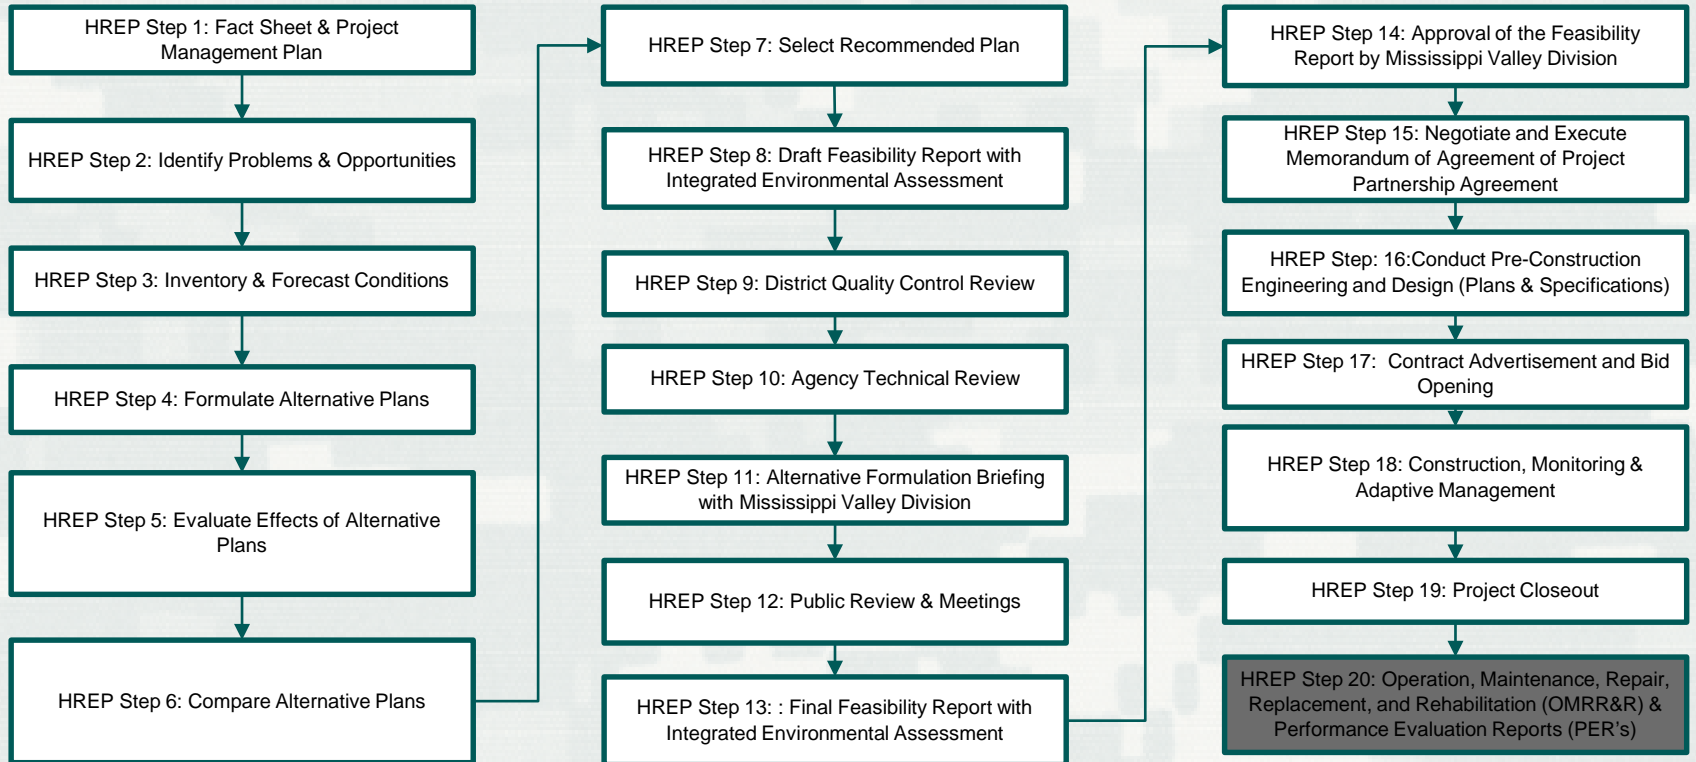 HREP Step 1: Fact Sheet & Project
Management Plan
HREP Step 2: Identify Problems & Opportunities
HREP Step 3: Inventory & Forecast Conditions
HREP Step 4: Formulate Alternative Plans
HREP Step 5: Evaluate Effects of Alternative
Plans
HREP Step 6: Compare Alternative Plans
HREP Step 7: Select Recommended Plan
HREP Step 8: Draft Feasibility Report with
Integrated Environmental Assessment
HREP Step 9: District Quality Control Review
HREP Step 10: Agency Technical Review
HREP Step 11: Alternative Formulation Briefing
with Mississippi Valley Division
HREP Step 12: Public Review & Meetings
HREP Step 13: : Final Feasibility Report with
Integrated Environmental Assessment
HREP Step 14: Approval of the Feasibility
Report by Mississippi Valley Division
HREP Step 15: Negotiate and Execute
Memorandum of Agreement of Project
Partnership Agreement
HREP Step: 16:Conduct Pre-Construction
Engineering and Design (Plans & Specifications)
HREP Step 17: Contract Advertisement and Bid
Opening
HREP Step 18: Construction, Monitoring &
Adaptive Management
HREP Step 19: Project Closeout
HREP Step 20: Operation, Maintenance, Repair,
Replacement, and Rehabilitation (OMRR&R) &
Performance Evaluation Reports (PER's)